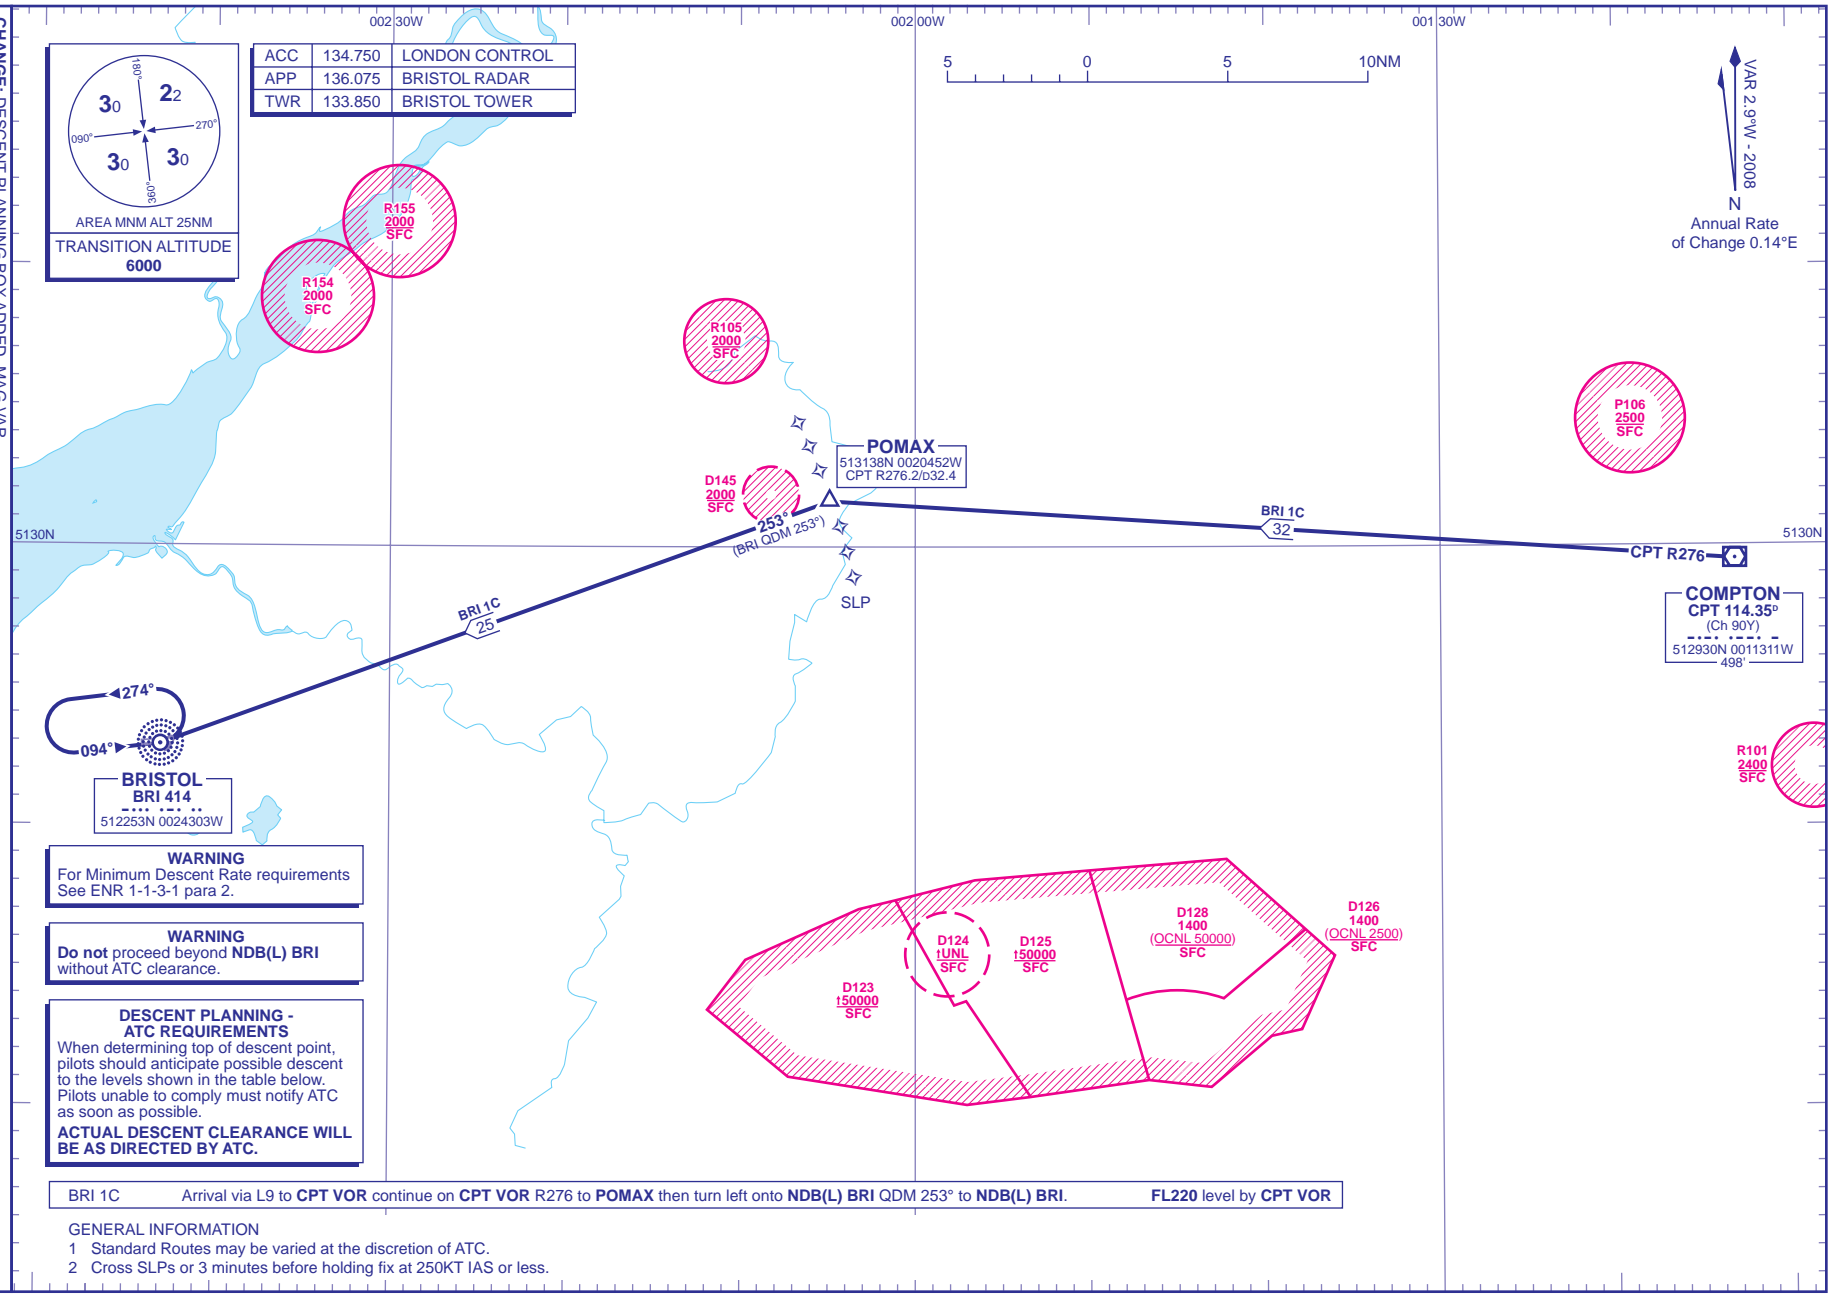 CHANGE: DESCENT PLANNING BOX ADDED. MAG VAR.
002 30W
002 00W
001 30W
180°
30
22
090°
270°
30
30
360°
AREA MNM ALT 25NM
TRANSITION ALTITUDE
6000
ACC 134.750 LONDON CONTROL
APP 136.075 BRISTOL RADAR
TWR 133.850 BRISTOL TOWER
5 0 5 10NM
VAR 2.9°W - 2008
N
Annual Rate
of Change 0.14°E
R155
2000
SFC
R154
2000
SFC
R105
2000
SFC
P106
2500
SFC
POMAX
513138N 0020452W
CPT R276.2/D32.4
D145
2000
SFC
253°
(BRI QDM 253°)
BRI 1C
32
5130N
5130N
CPT R276
SLP
COMPTON
CPT 114.35D
(Ch 90Y)
-·-· ·--· -
512930N 0011311W
498'
BRI 1C
25
274°
094°
BRISTOL
BRI 414
-··· ·-· ··
512253N 0024303W
R101
2400
SFC
WARNING
For Minimum Descent Rate requirements
See ENR 1-1-3-1 para 2.
WARNING
Do not proceed beyond NDB(L) BRI
without ATC clearance.
DESCENT PLANNING -
ATC REQUIREMENTS
When determining top of descent point,
pilots should anticipate possible descent
to the levels shown in the table below.
Pilots unable to comply must notify ATC
as soon as possible.
ACTUAL DESCENT CLEARANCE WILL
BE AS DIRECTED BY ATC.
D123
↑50000
SFC
D124
↑UNL
SFC
D125
↑50000
SFC
D128
1400
(OCNL 50000)
SFC
D126
1400
(OCNL 2500)
SFC
BRI 1C Arrival via L9 to CPT VOR continue on CPT VOR R276 to POMAX then turn left onto NDB(L) BRI QDM 253° to NDB(L) BRI. FL220 level by CPT VOR
GENERAL INFORMATION
1 Standard Routes may be varied at the discretion of ATC.
2 Cross SLPs or 3 minutes before holding fix at 250KT IAS or less.